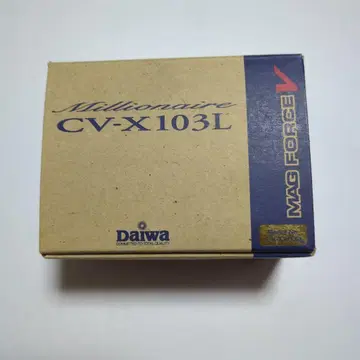 Millionaire
CV-X103L
Daiwa
MAG FORCE V